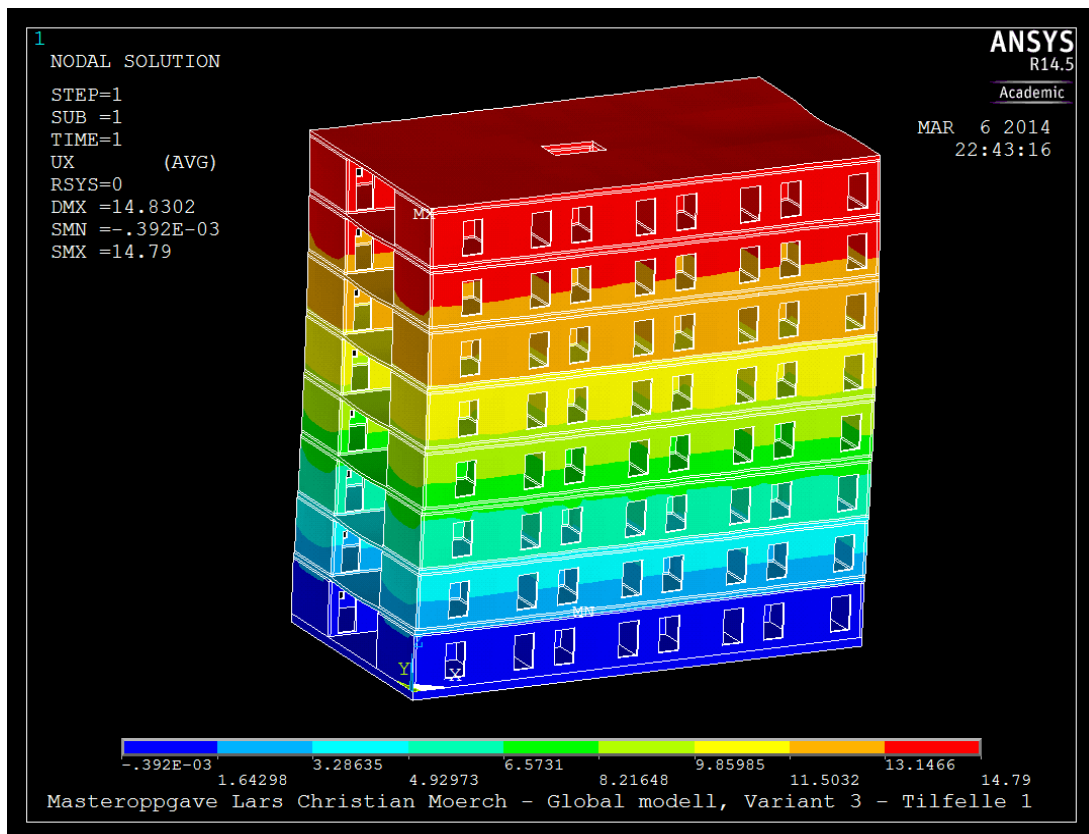 1
NODAL SOLUTION
STEP=1
SUB =1
TIME=1
UX (AVG)
RSYS=0
DMX =14.8302
SMN =-.392E-03
SMX =14.79
ANSYS
R14.5
Academic
MAR 6 2014
22:43:16
MX
MN
Y
X
-.392E-03 3.28635 6.5731 9.85985 13.1466
1.64298 4.92973 8.21648 11.5032 14.79
Masteroppgave Lars Christian Moerch - Global modell, Variant 3 - Tilfelle 1